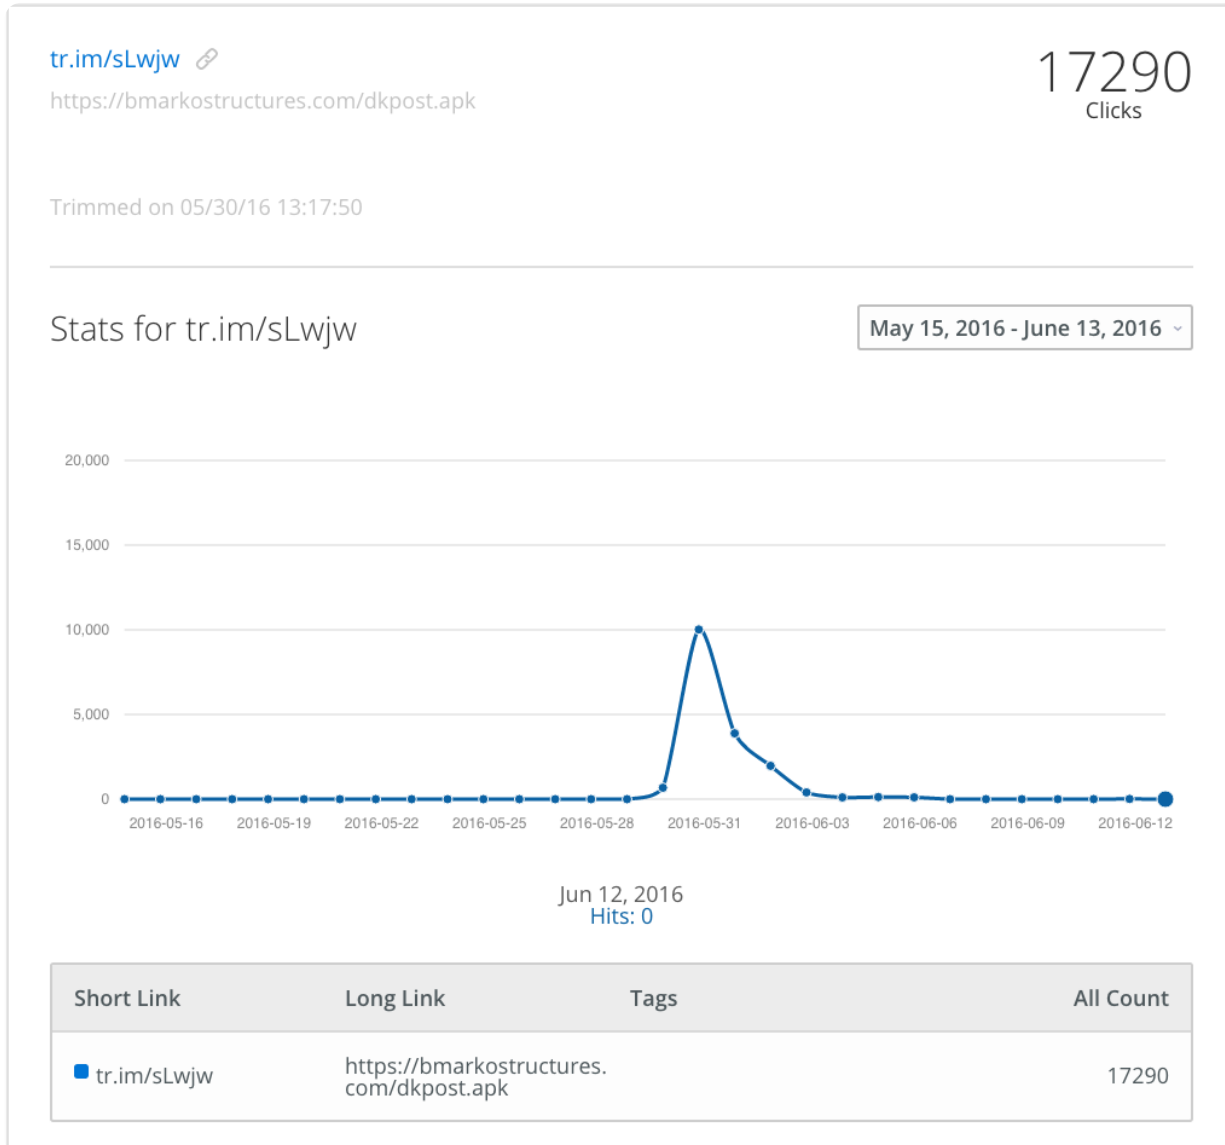 tr.im/sLwjw
https://bmarkostructures.com/dkpost.apk
17290
Clicks
Trimmed on 05/30/16 13:17:50
Stats for tr.im/sLwjw
May 15, 2016 - June 13, 2016
20,000
15,000
10,000
5,000
0
2016-05-16 2016-05-19 2016-05-22 2016-05-25 2016-05-28 2016-05-31 2016-06-03 2016-06-06 2016-06-09 2016-06-12
Jun 12, 2016
Hits: 0
Short Link Long Link Tags All Count
tr.im/sLwjw https://bmarkostructures. 17290
com/dkpost.apk